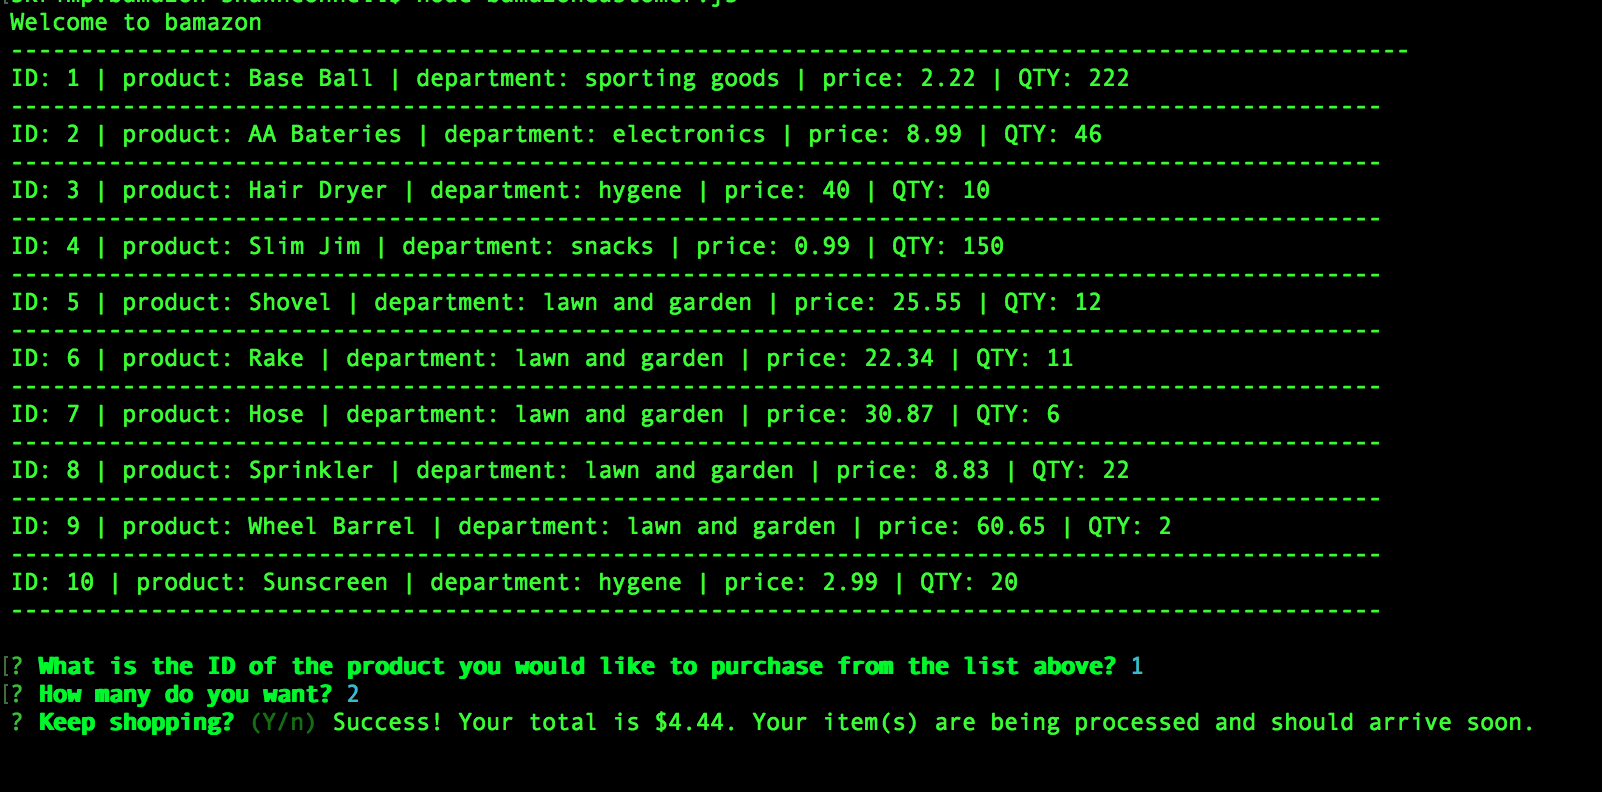 Welcome to bamazon
----------------------------------------------------------------------------------------------------
ID: 1 | product: Base Ball | department: sporting goods | price: 2.22 | QTY: 222
--------------------------------------------------------------------------------------------------
ID: 2 | product: AA Bateries | department: electronics | price: 8.99 | QTY: 46
--------------------------------------------------------------------------------------------------
ID: 3 | product: Hair Dryer | department: hygene | price: 40 | QTY: 10
--------------------------------------------------------------------------------------------------
ID: 4 | product: Slim Jim | department: snacks | price: 0.99 | QTY: 150
--------------------------------------------------------------------------------------------------
ID: 5 | product: Shovel | department: lawn and garden | price: 25.55 | QTY: 12
--------------------------------------------------------------------------------------------------
ID: 6 | product: Rake | department: lawn and garden | price: 22.34 | QTY: 11
--------------------------------------------------------------------------------------------------
ID: 7 | product: Hose | department: lawn and garden | price: 30.87 | QTY: 6
--------------------------------------------------------------------------------------------------
ID: 8 | product: Sprinkler | department: lawn and garden | price: 8.83 | QTY: 22
--------------------------------------------------------------------------------------------------
ID: 9 | product: Wheel Barrel | department: lawn and garden | price: 60.65 | QTY: 2
--------------------------------------------------------------------------------------------------
ID: 10 | product: Sunscreen | department: hygene | price: 2.99 | QTY: 20
--------------------------------------------------------------------------------------------------
[? What is the ID of the product you would like to purchase from the list above? 1
[? How many do you want? 2
? Keep shopping? (Y/n) Success! Your total is $4.44. Your item(s) are being processed and should arrive soon.